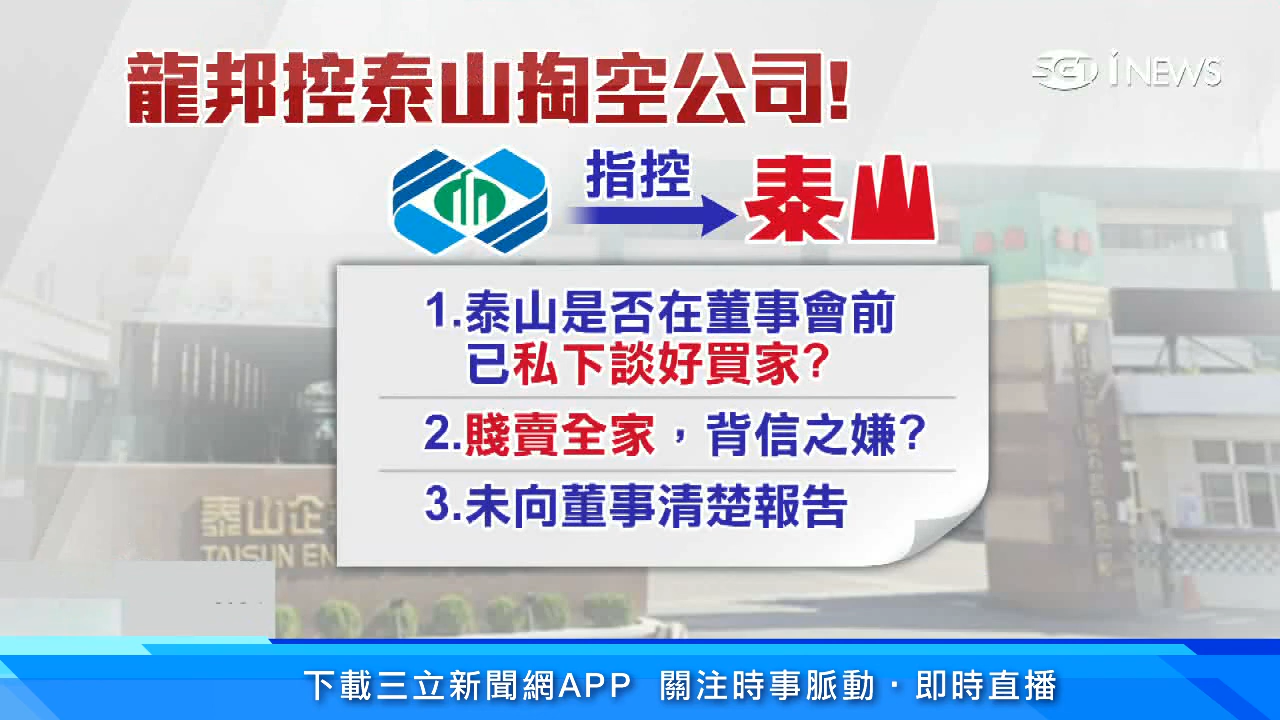 龍邦控泰山掏空公司!
SET iNEWS
指控
泰山
1.泰山是否在董事會前
已私下談好買家?
2.賤賣全家，背信之嫌?
3.未向董事清楚報告
泰山企
TAISUN EN
下載三立新聞網APP 關注時事脈動·即時直播